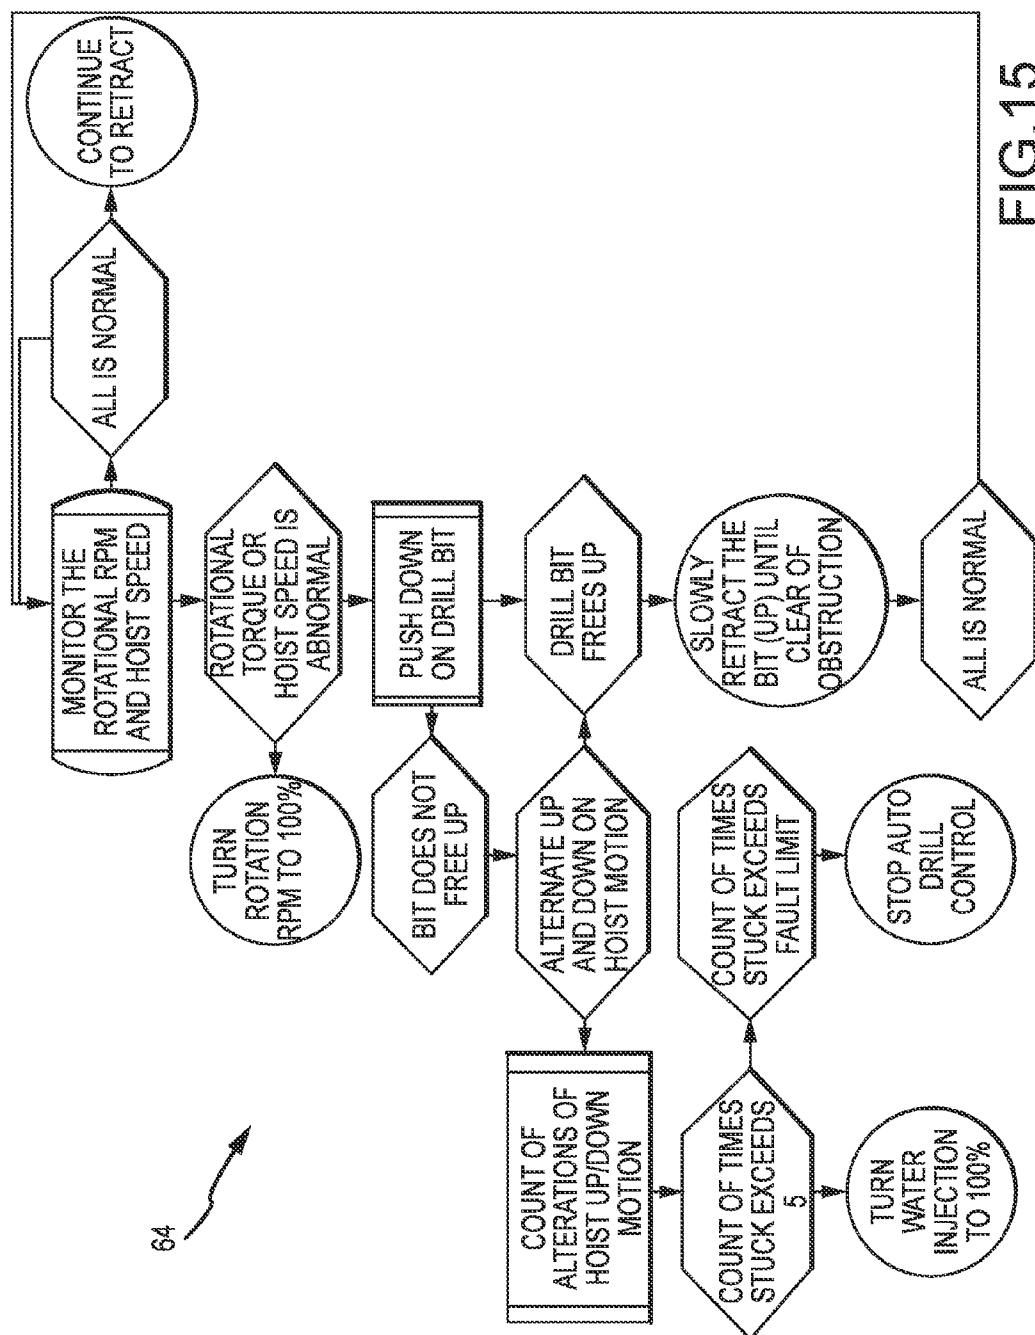 64
MONITOR THE
ROTATIONAL RPM
AND HOIST SPEED
ALL IS NORMAL
CONTINUE
TO RETRACT
TURN
ROTATION
RPM TO 100%
ROTATIONAL
TORQUE OR
HOIST SPEED IS
ABNORMAL
BIT DOES NOT
FREE UP
PUSH DOWN
ON DRILL BIT
COUNT OF
ALTERATIONS OF
HOIST UP/DOWN
MOTION
ALTERNATE UP
AND DOWN ON
HOIST MOTION
DRILL BIT
FREES UP
COUNT OF TIMES
STUCK EXCEEDS
5
COUNT OF TIMES
STUCK EXCEEDS
FAULT LIMIT
SLOWLY
RETRACT THE
BIT (UP) UNTIL
CLEAR OF
OBSTRUCTION
TURN
WATER
INJECTION
TO 100%
STOP AUTO
DRILL
CONTROL
ALL IS NORMAL
FIG.15